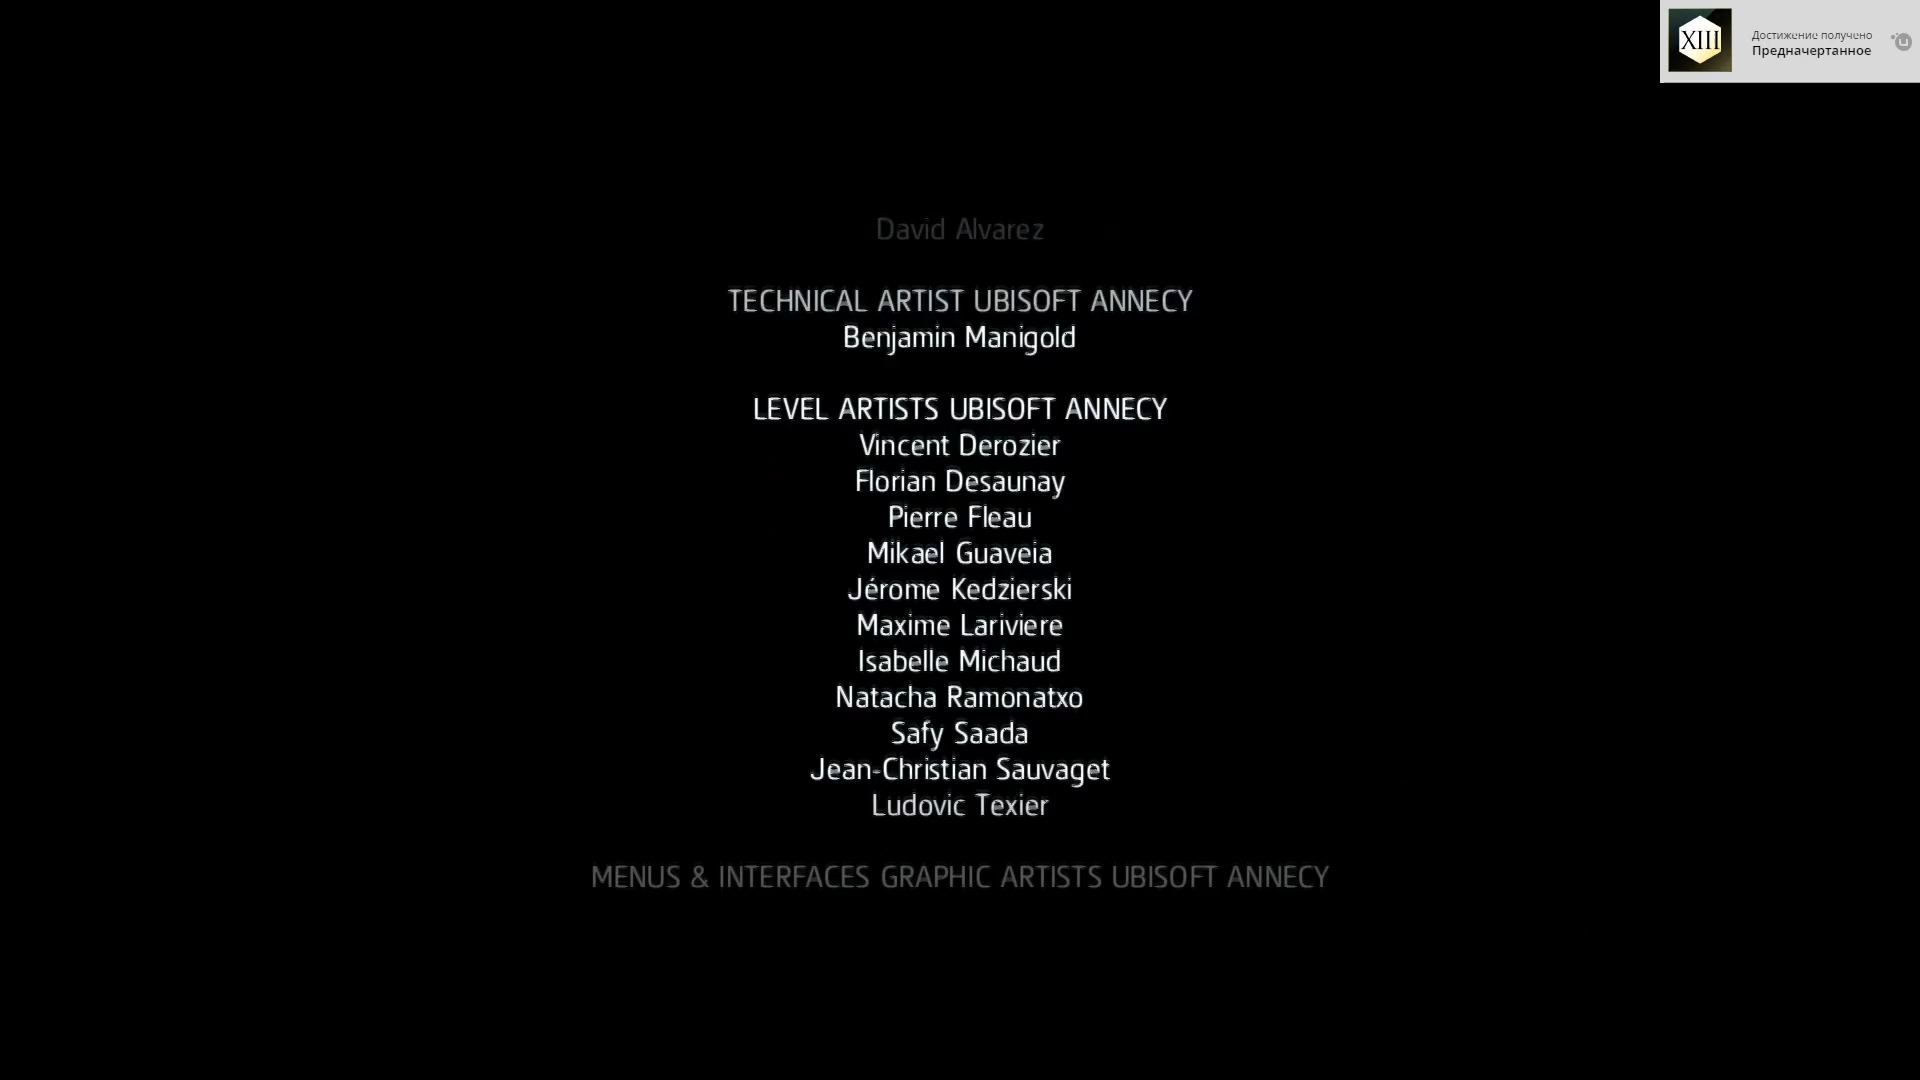 XIII
Достижение получено
Предначертанное
David Alvarez
TECHNICAL ARTIST UBISOFT ANNECY
Benjamin Manigold
LEVEL ARTISTS UBISOFT ANNECY
Vincent Derozier
Florian Desaunay
Pierre Fleau
Mikael Guaveia
Jérome Kedzierski
Maxime Lariviere
Isabelle Michaud
Natacha Ramonatxo
Safy Saada
Jean-Christian Sauvaget
Ludovic Texier
MENUS & INTERFACES GRAPHIC ARTISTS UBISOFT ANNECY